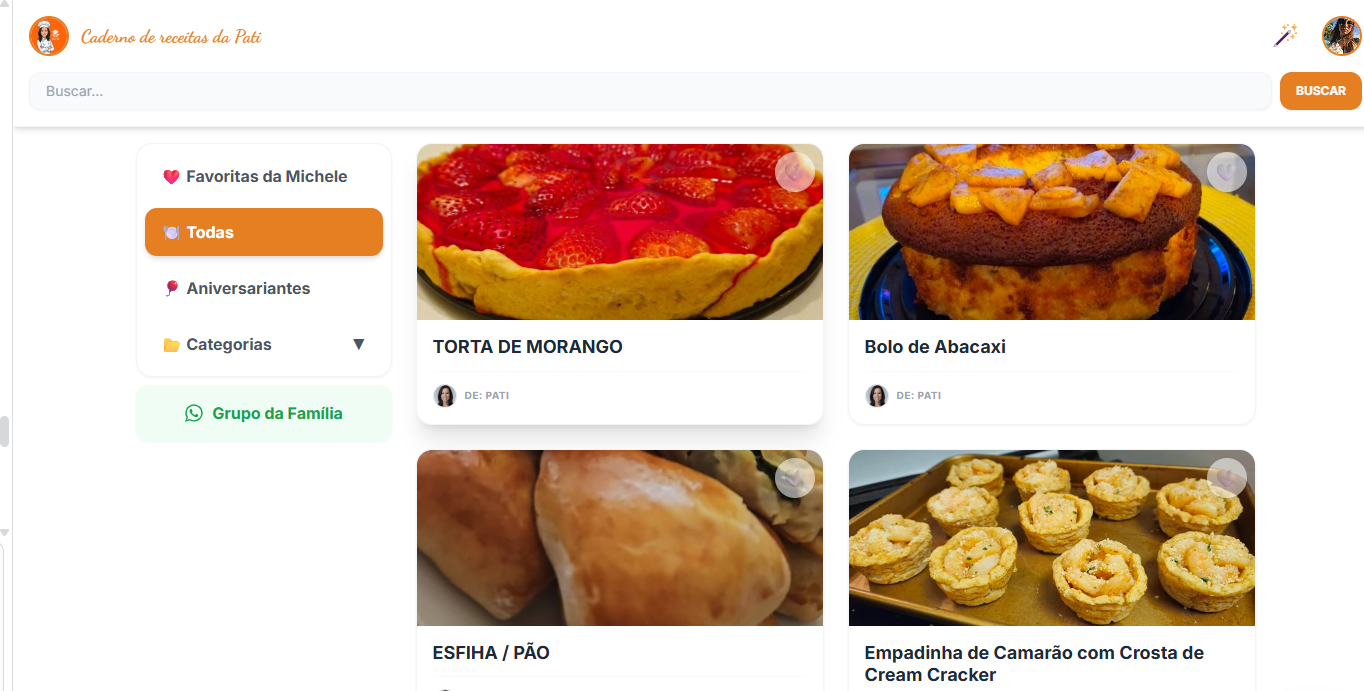 Caderno de receitas da Pati
Buscar...
BUSCAR
Favoritas da Michele
Todas
Aniversariantes
Categorias ▼
Grupo da Família
TORTA DE MORANGO
DE: PATI
Bolo de Abacaxi
DE: PATI
ESFIHA / PÃO
Empadinha de Camarão com Crosta de
Cream Cracker